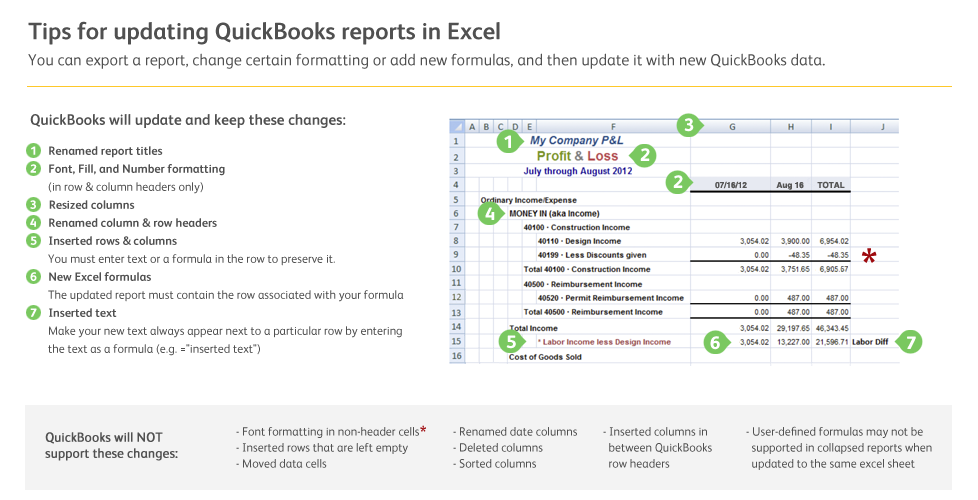 Tips for updating QuickBooks reports in Excel
You can export a report, change certain formatting or add new formulas, and then update it with new QuickBooks data.
QuickBooks will update and keep these changes:
1 Renamed report titles
2 Font, Fill, and Number formatting
(in row & column headers only)
3 Resized columns
4 Renamed column & row headers
5 Inserted rows & columns
You must enter text or a formula in the row to preserve it.
6 New Excel formulas
The updated report must contain the row associated with your formula
7 Inserted text
Make your new text always appear next to a particular row by entering
the text as a formula (e.g. ="inserted text")
A B C D E F 3 G H I J
1 1 My Company P&L
2 Profit & Loss 2
3 July through August 2012
4 2 07/16/12 Aug 16 TOTAL
5 Ordinary Income/Expense
6 4 MONEY IN (aka Income)
7 40100 · Construction Income
8 40110 · Design Income 3,054.02 3,900.00 6,954.02
9 40199 · Less Discounts given 0.00 -48.35 -48.35 *
10 Total 40100 · Construction Income 3,054.02 3,751.65 6,905.67
11 40500 · Reimbursement Income
12 40520 · Permit Reimbursement Income 0.00 487.00 487.00
13 Total 40500 · Reimbursement Income 0.00 487.00 487.00
14 Total Income 3,054.02 29,197.65 46,343.45
15 5 * Labor Income less Design Income 6 3,054.02 13,227.00 21,596.71 Labor Diff 7
16 Cost of Goods Sold
QuickBooks will NOT
support these changes:
- Font formatting in non-header cells*
- Inserted rows that are left empty
- Moved data cells
- Renamed date columns
- Deleted columns
- Sorted columns
- Inserted columns in
between QuickBooks
row headers
- User-defined formulas may not be
supported in collapsed reports when
updated to the same excel sheet